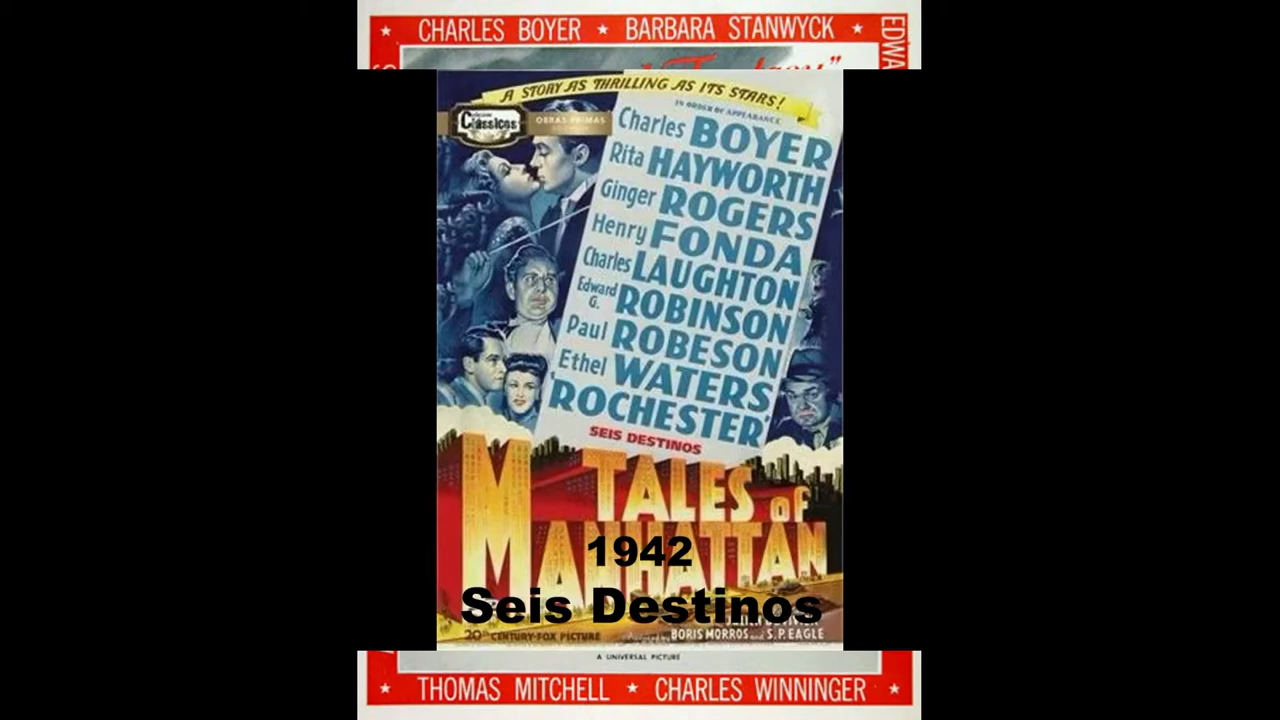 ★ CHARLES BOYER ★ BARBARA STANWYCK ★
EDWA
A STORY AS THRILLING AS ITS STARS!
IN ORDER OF APPEARANCE
Clássicos
OBRAS-PRIMAS
Charles BOYER
Rita HAYWORTH
Ginger ROGERS
Henry FONDA
Charles LAUGHTON
Edward G. ROBINSON
Paul ROBESON
Ethel WATERS
'ROCHESTER'
SEIS DESTINOS
TALES of
MANHATTAN
1942
Seis Destinos
20th CENTURY-FOX PICTURE
BORIS MORROS and S.P. EAGLE
A UNIVERSAL PICTURE
★ THOMAS MITCHELL ★ CHARLES WINNINGER ★